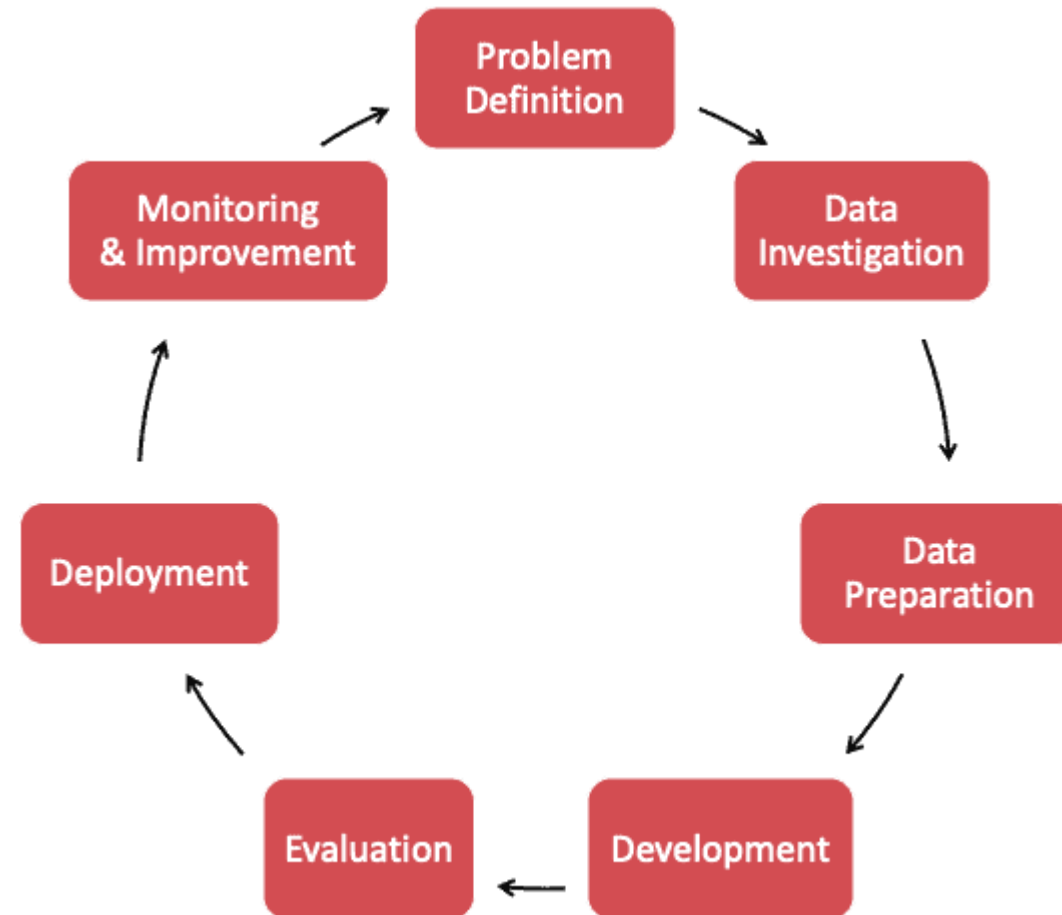 Problem
Definition
Data
Investigation
Data
Preparation
Development
Evaluation
Deployment
Monitoring
& Improvement